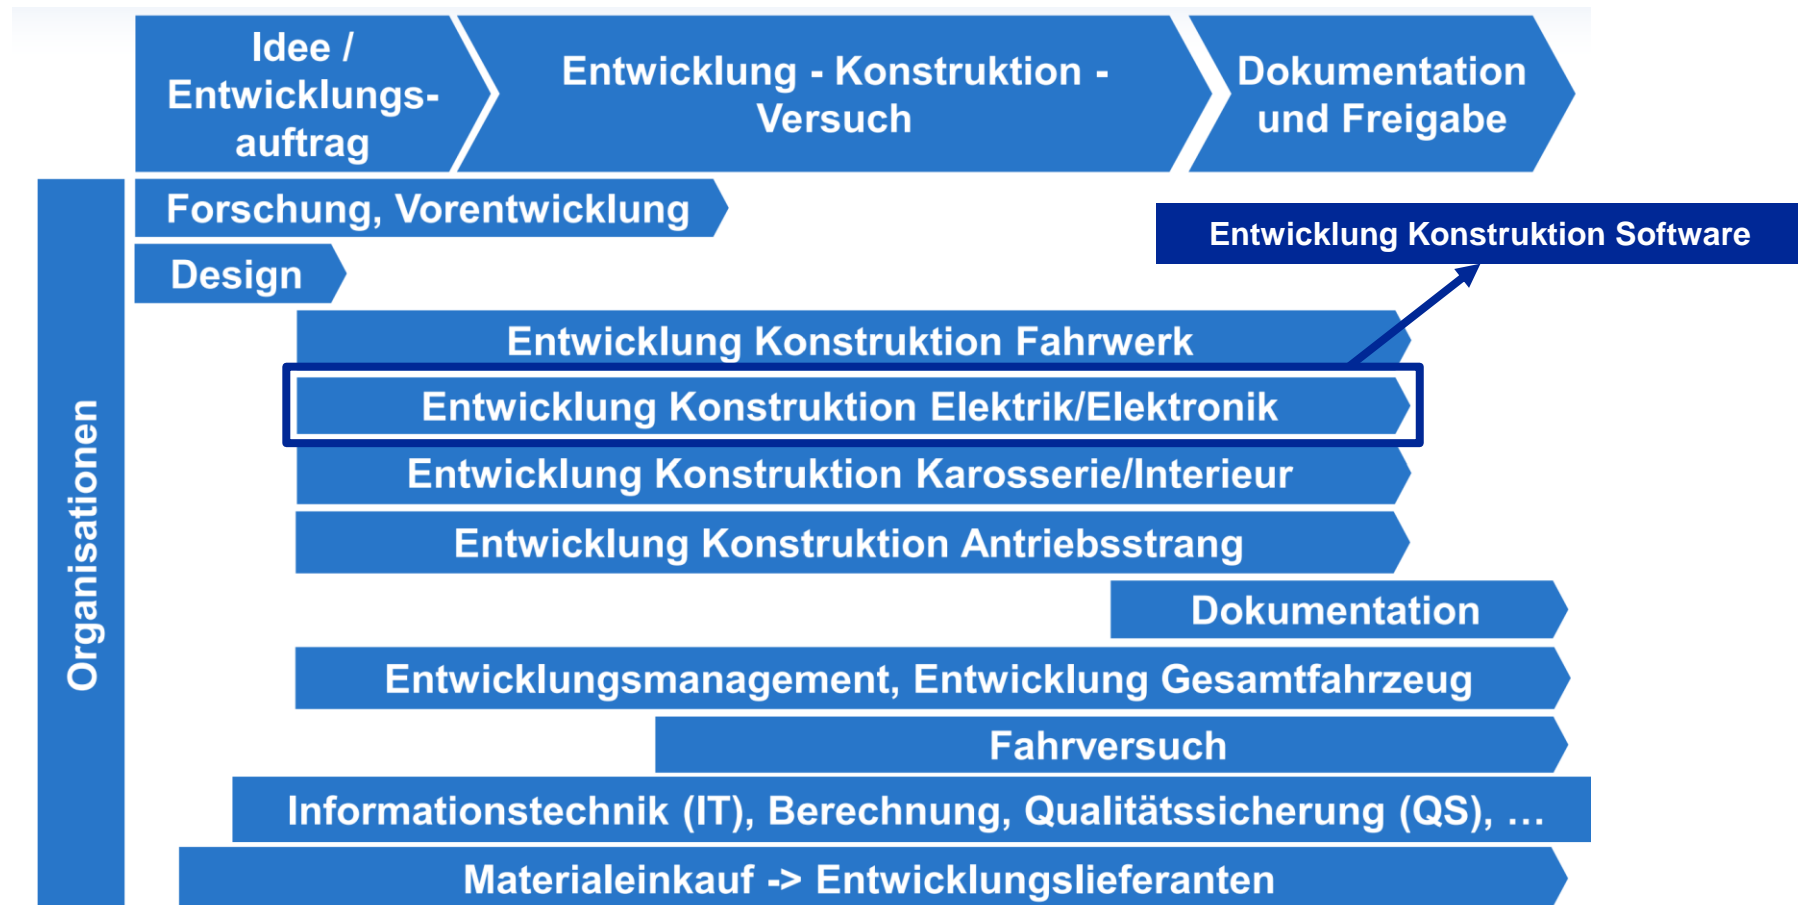 Idee /
Entwicklungs-
auftrag
Entwicklung - Konstruktion -
Versuch
Dokumentation
und Freigabe
Organisationen
Forschung, Vorentwicklung
Entwicklung Konstruktion Software
Design
Entwicklung Konstruktion Fahrwerk
Entwicklung Konstruktion Elektrik/Elektronik
Entwicklung Konstruktion Karosserie/Interieur
Entwicklung Konstruktion Antriebsstrang
Dokumentation
Entwicklungsmanagement, Entwicklung Gesamtfahrzeug
Fahrversuch
Informationstechnik (IT), Berechnung, Qualitätssicherung (QS), …
Materialeinkauf -> Entwicklungslieferanten